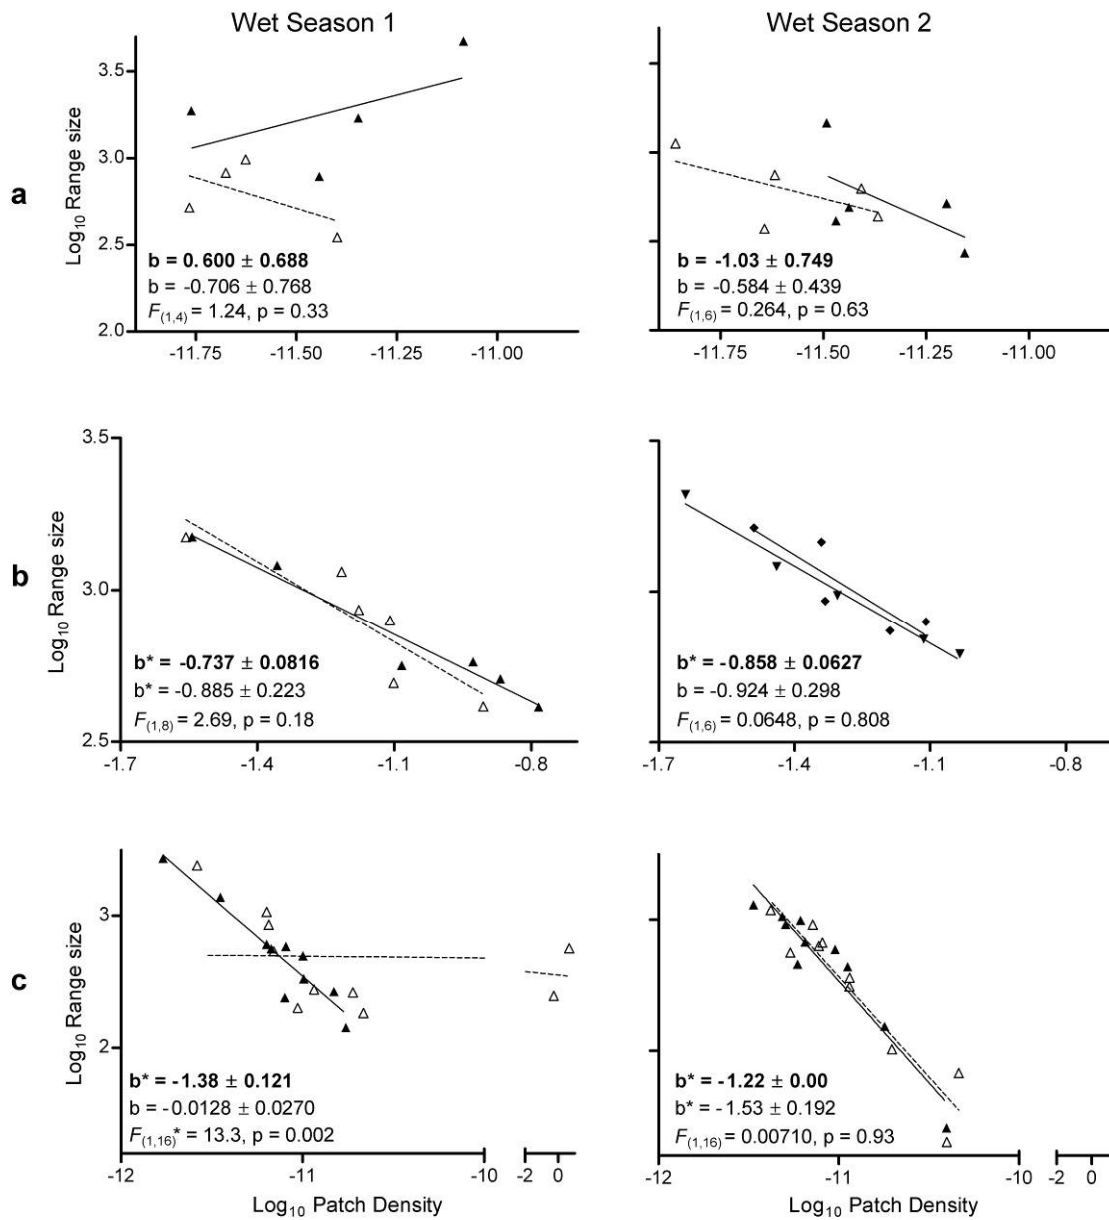 Wet Season 1
Wet Season 2
a
Log10 Range size
3.5
3.0
2.5
2.0
b = 0.600 ± 0.688
b = -0.706 ± 0.768
F(1,4) = 1.24, p = 0.33
-11.75 -11.50 -11.25 -11.00
b = -1.03 ± 0.749
b = -0.584 ± 0.439
F(1,6) = 0.264, p = 0.63
-11.75 -11.50 -11.25 -11.00
b
Log10 Range size
3.5
3.0
2.5
b* = -0.737 ± 0.0816
b* = -0.885 ± 0.223
F(1,8) = 2.69, p = 0.18
-1.7 -1.4 -1.1 -0.8
b* = -0.858 ± 0.0627
b = -0.924 ± 0.298
F(1,6) = 0.0648, p = 0.808
-1.7 -1.4 -1.1 -0.8
c
Log10 Range size
3
2
b* = -1.38 ± 0.121
b = -0.0128 ± 0.0270
F(1,16)* = 13.3, p = 0.002
-12 -11 -10 -2 0
Log10 Patch Density
b* = -1.22 ± 0.00
b* = -1.53 ± 0.192
F(1,16) = 0.00710, p = 0.93
-12 -11 -10 -2 0
Log10 Patch Density